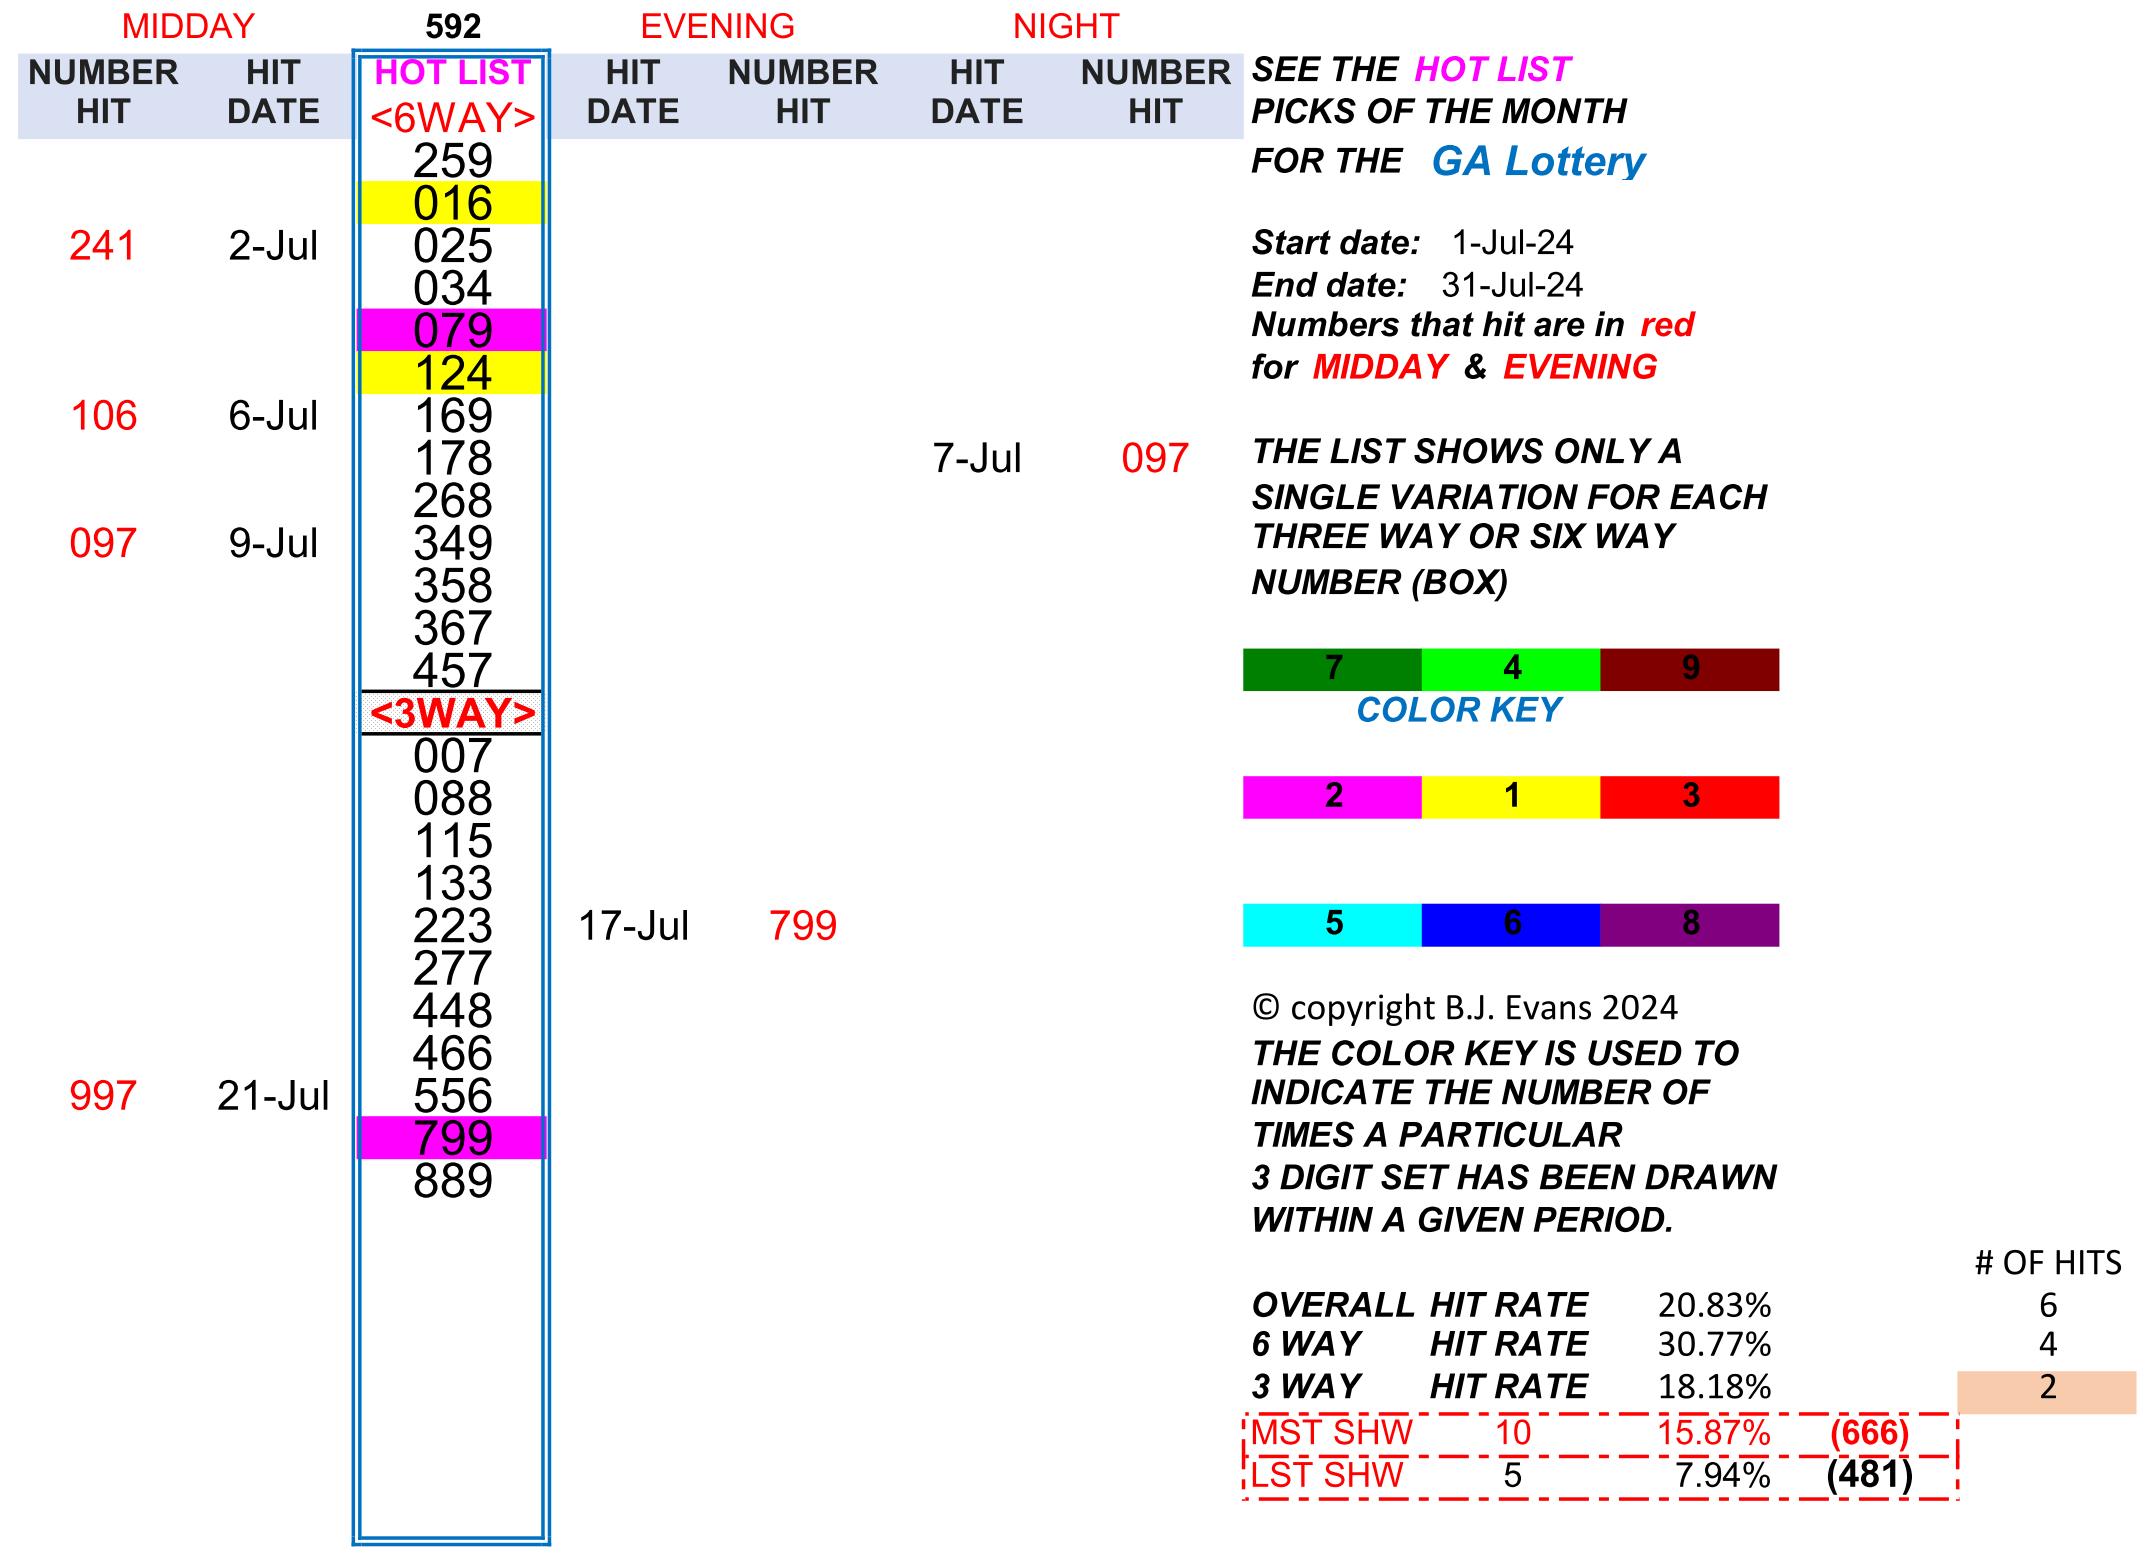 MIDDAY 592 EVENING NIGHT
NUMBER HIT HOT LIST HIT NUMBER HIT NUMBER SEE THE HOT LIST
HIT DATE <6WAY> DATE HIT DATE HIT PICKS OF THE MONTH
259 FOR THE GA Lottery
016
241 2-Jul 025 Start date: 1-Jul-24
034 End date: 31-Jul-24
079 Numbers that hit are in red
124 for MIDDAY & EVENING
106 6-Jul 169
178 7-Jul 097 THE LIST SHOWS ONLY A
268 SINGLE VARIATION FOR EACH
097 9-Jul 349 THREE WAY OR SIX WAY
358 NUMBER (BOX)
367
457 7 4 9
<3WAY> COLOR KEY
007
088 2 1 3
115
133
223 17-Jul 799 5 6 8
277
448 © copyright B.J. Evans 2024
466 THE COLOR KEY IS USED TO
997 21-Jul 556 INDICATE THE NUMBER OF
799 TIMES A PARTICULAR
889 3 DIGIT SET HAS BEEN DRAWN
WITHIN A GIVEN PERIOD.
# OF HITS
OVERALL HIT RATE 20.83% 6
6 WAY HIT RATE 30.77% 4
3 WAY HIT RATE 18.18% 2
MST SHW 10 15.87% (666)
LST SHW 5 7.94% (481)